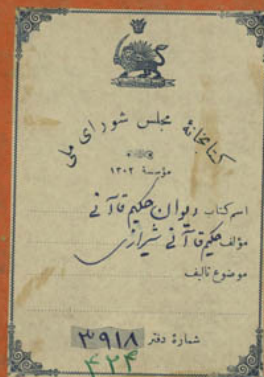 کتابخانهٔ مجلس شورای ملی
مؤسسهٔ ۱۳۰۲
اسم کتاب دیوان حکیم قاآنی
مؤلف حکیم قاآنی شیرازی
موضوع تالیف
شمارهٔ دفتر ۳۹۱۸
۴۲۴